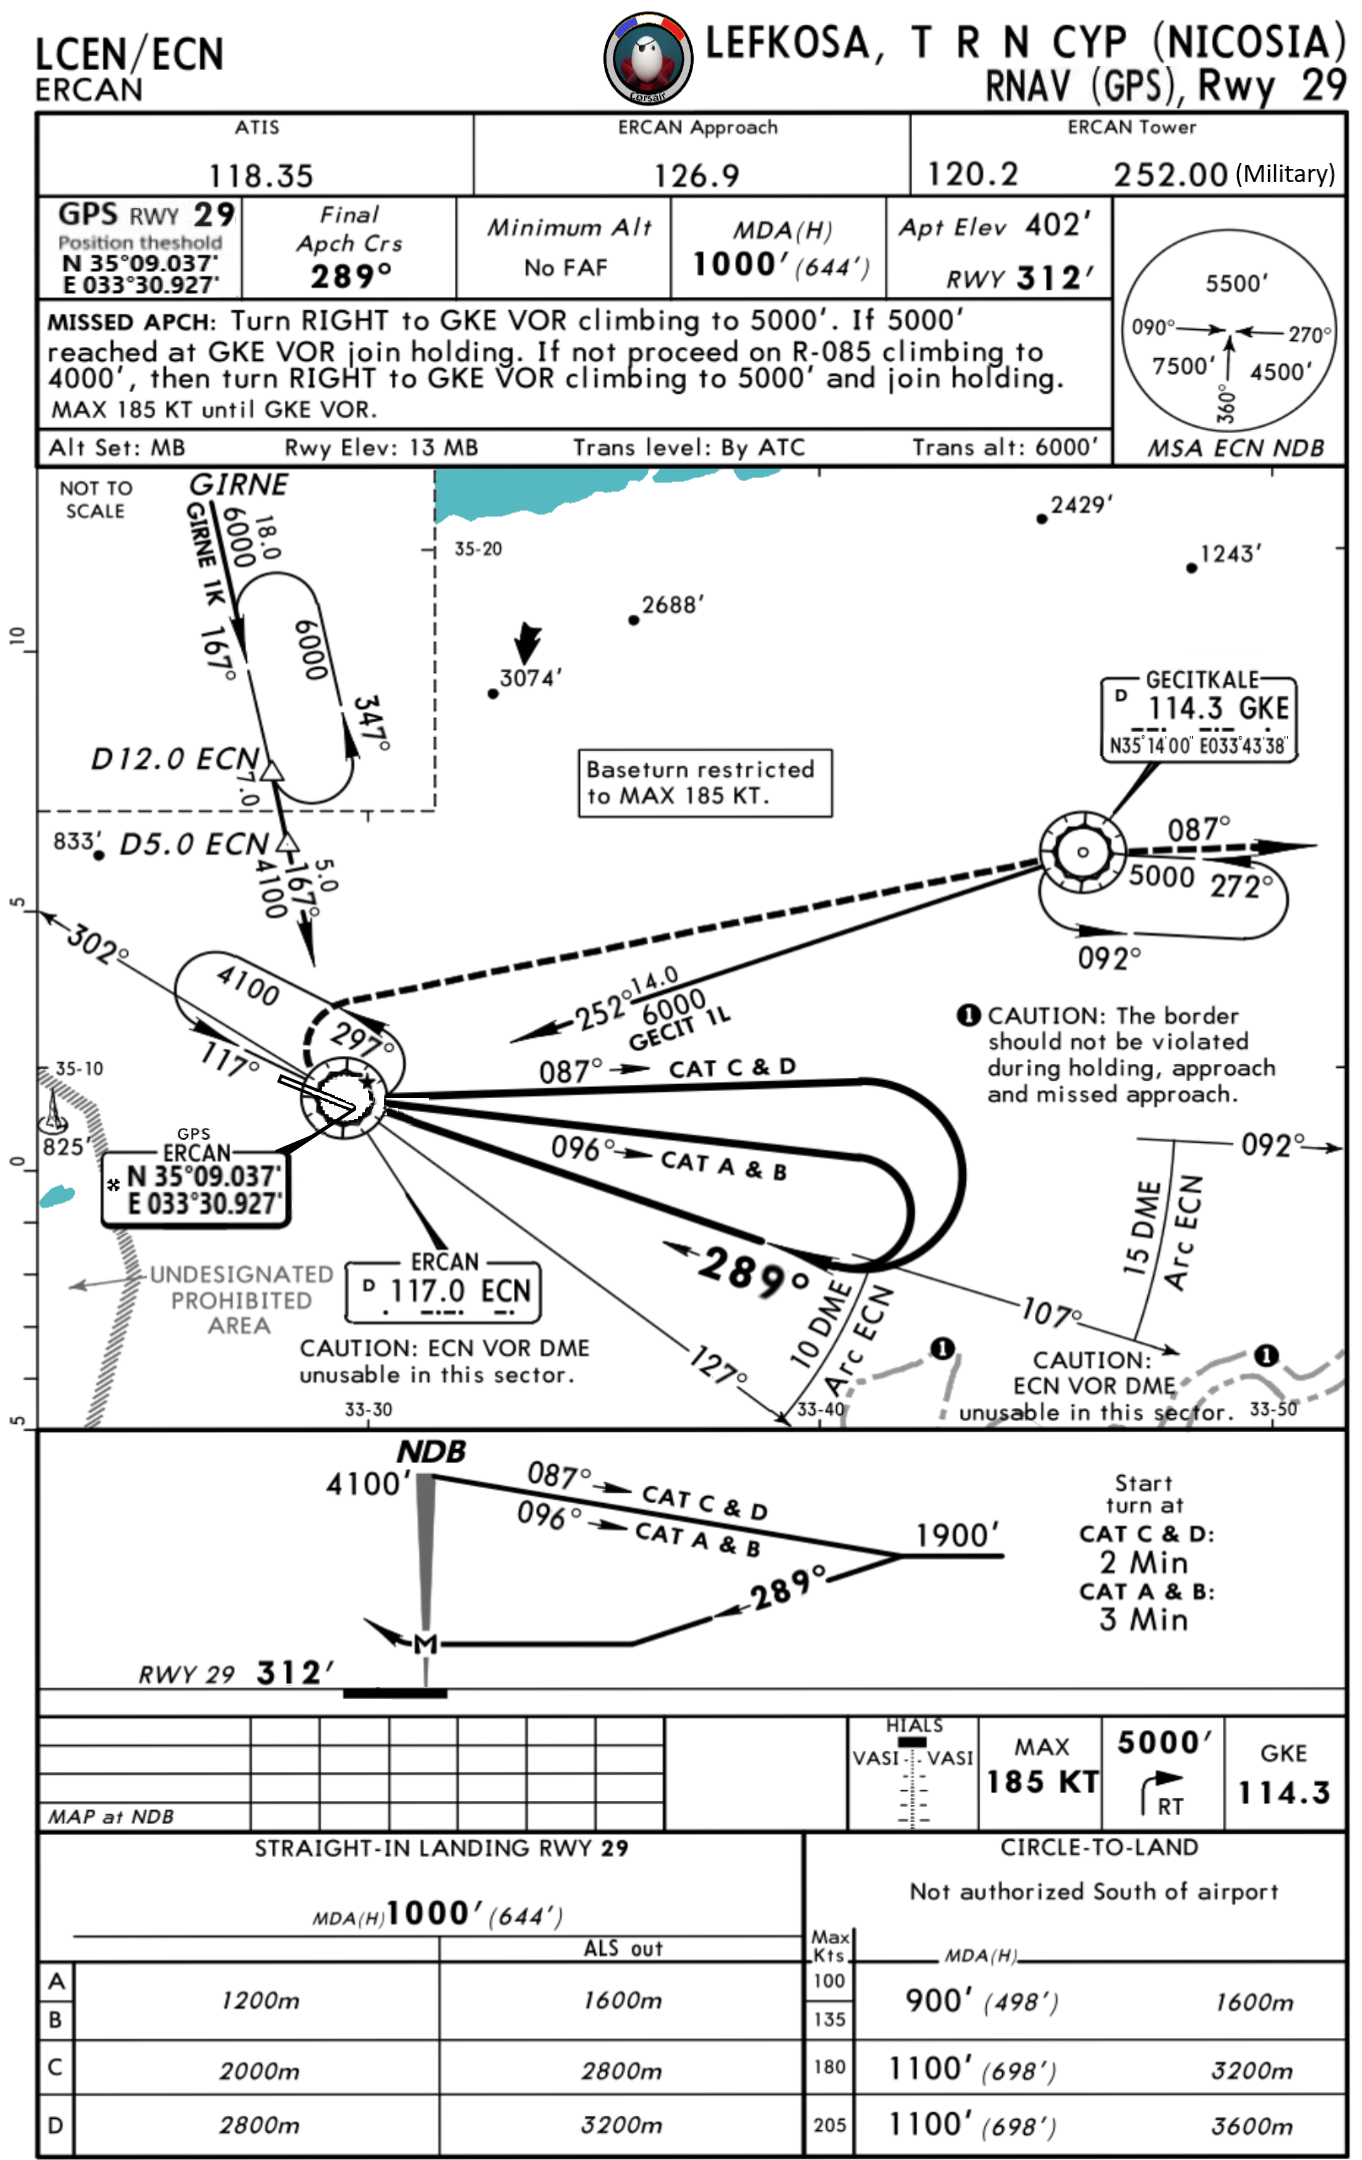 LCEN/ECN
ERCAN
Corsair
LEFKOSA, T R N CYP (NICOSIA)
RNAV (GPS), Rwy 29
ATIS
118.35
ERCAN Approach
126.9
ERCAN Tower
120.2 252.00 (Military)
GPS RWY 29
Position theshold
N 35°09.037'
E 033°30.927'
Final
Apch Crs
289°
Minimum Alt
No FAF
MDA(H)
1000' (644')
Apt Elev 402'
RWY 312'
MISSED APCH: Turn RIGHT to GKE VOR climbing to 5000'. If 5000'
reached at GKE VOR join holding. If not proceed on R-085 climbing to
4000', then turn RIGHT to GKE VOR climbing to 5000' and join holding.
MAX 185 KT until GKE VOR.
Alt Set: MB Rwy Elev: 13 MB Trans level: By ATC Trans alt: 6000'
5500'
090°
270°
7500'
4500'
360°
MSA ECN NDB
NOT TO
SCALE
GIRNE
GIRNE 1K
6000
18.0
167°
6000
347°
D12.0 ECN
7.0
D5.0 ECN
833'
4100
167°
5.0
35-20
2429'
1243'
2688'
3074'
10
5
0
5
Baseturn restricted
to MAX 185 KT.
GECITKALE
D 114.3 GKE
N35°14'00" E033°43'38"
087°
5000 272°
092°
302°
4100
297°
117°
252° 14.0
6000
GECIT 1L
1 CAUTION: The border
should not be violated
during holding, approach
and missed approach.
087° CAT C & D
096° CAT A & B
35-10
825'
GPS
ERCAN
N 35°09.037'
E 033°30.927'
092°
15 DME
Arc ECN
289°
UNDESIGNATED
PROHIBITED
AREA
ERCAN
D 117.0 ECN
CAUTION: ECN VOR DME
unusable in this sector.
127°
10 DME
Arc ECN
107°
1
1
CAUTION:
ECN VOR DME
unusable in this sector.
33-30
33-40
33-50
NDB
4100'
087° CAT C & D
096° CAT A & B
1900'
289°
M
RWY 29 312'
Start
turn at
CAT C & D:
2 Min
CAT A & B:
3 Min
MAP at NDB
HIALS
VASI VASI
MAX
185 KT
5000'
RT
GKE
114.3
STRAIGHT-IN LANDING RWY 29
MDA(H) 1000' (644')
ALS out
A
B
1200m 1600m
C 2000m 2800m
D 2800m 3200m
CIRCLE-TO-LAND
Not authorized South of airport
Max
Kts
MDA(H)
100
135
900' (498') 1600m
180 1100' (698') 3200m
205 1100' (698') 3600m